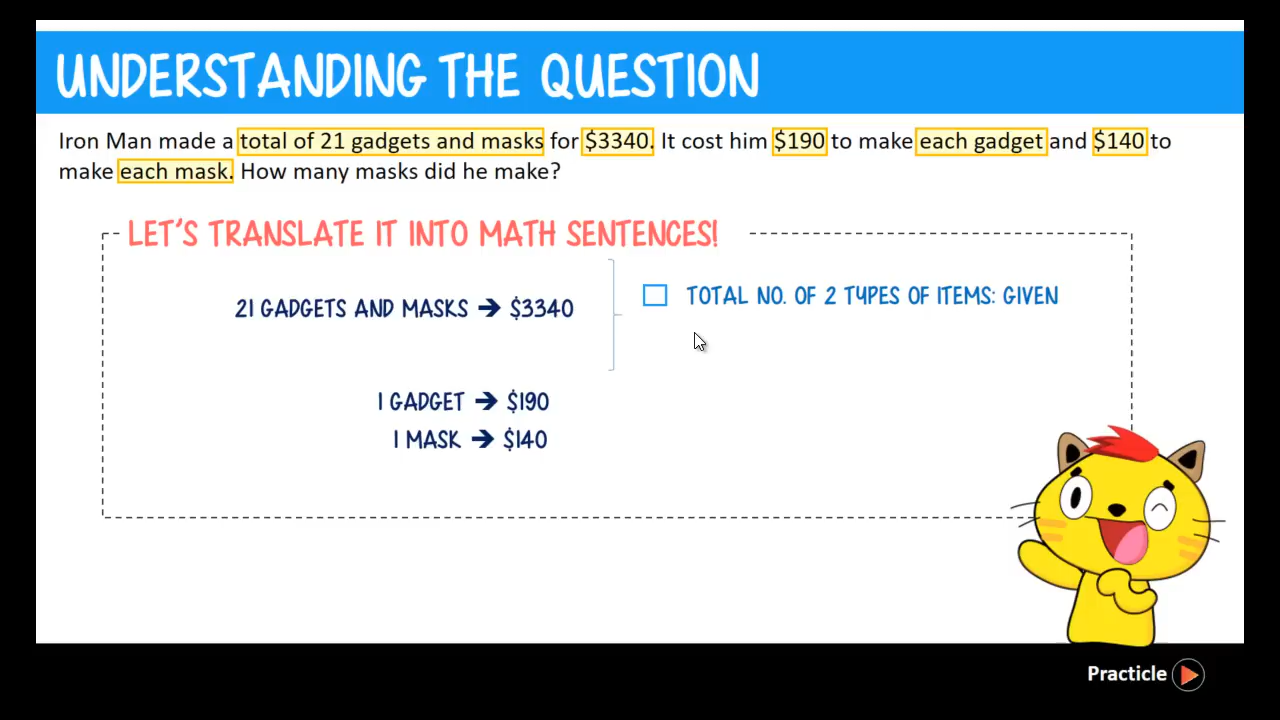 UNDERSTANDING THE QUESTION
Iron Man made a total of 21 gadgets and masks for $3340. It cost him $190 to make each gadget and $140 to
make each mask. How many masks did he make?
LET'S TRANSLATE IT INTO MATH SENTENCES!
21 GADGETS AND MASKS ➔ $3340
TOTAL NO. OF 2 TYPES OF ITEMS: GIVEN
1 GADGET ➔ $190
1 MASK ➔ $140
Practicle